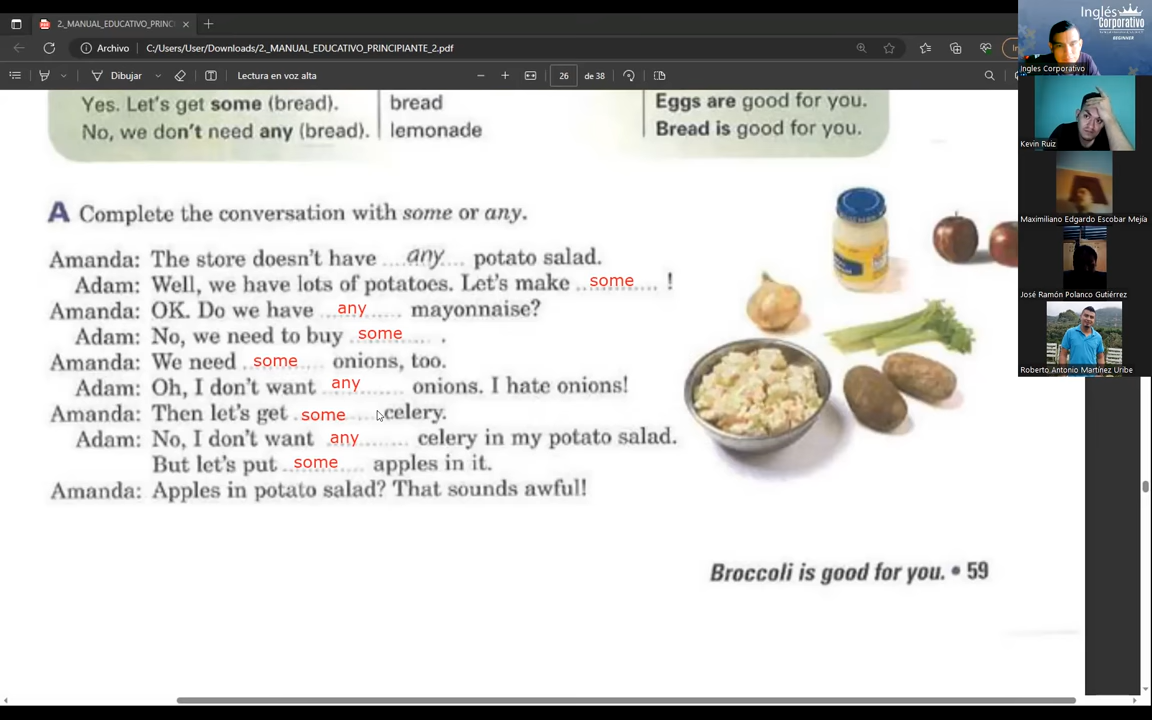 2._MANUAL_EDUCATIVO_PRINC
Archivo
C:/Users/User/Downloads/2._MANUAL_EDUCATIVO_PRINCIPIANTE_2.pdf
Dibujar
Lectura en voz alta
26
de 38
Inglés
Corporativo
BEGINNER
Ingles Corporativo
Kevin Ruiz
Maximiliano Edgardo Escobar Mejía
José Ramón Polanco Gutiérrez
Roberto Antonio Martínez Uribe
Yes. Let's get some (bread).
No, we don't need any (bread).
bread
lemonade
Eggs are good for you.
Bread is good for you.
A Complete the conversation with some or any.
Amanda: The store doesn't have ....any.... potato salad.
Adam: Well, we have lots of potatoes. Let's make ..some.... !
Amanda: OK. Do we have ...any..... mayonnaise?
Adam: No, we need to buy .some.... .
Amanda: We need ..some.... onions, too.
Adam: Oh, I don't want .any...... onions. I hate onions!
Amanda: Then let's get .some.... celery.
Adam: No, I don't want .any...... celery in my potato salad.
But let's put ..some.... apples in it.
Amanda: Apples in potato salad? That sounds awful!
Broccoli is good for you. • 59